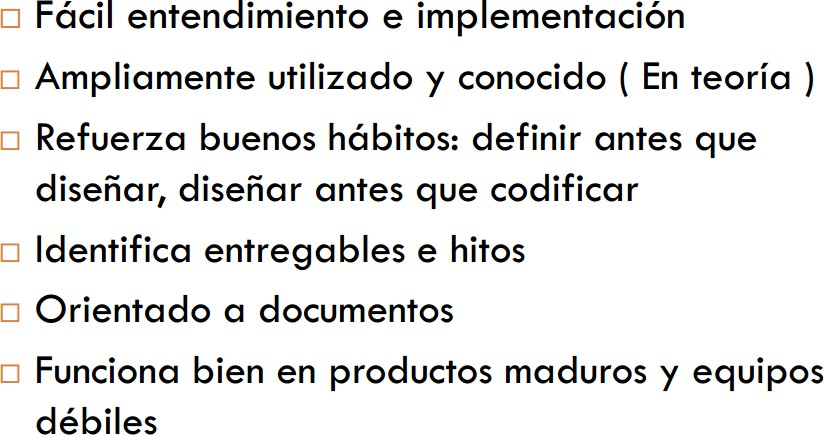 Fácil entendimiento e implementación
Ampliamente utilizado y conocido ( En teoría )
Refuerza buenos hábitos: definir antes que
diseñar, diseñar antes que codificar
Identifica entregables e hitos
Orientado a documentos
Funciona bien en productos maduros y equipos
débiles